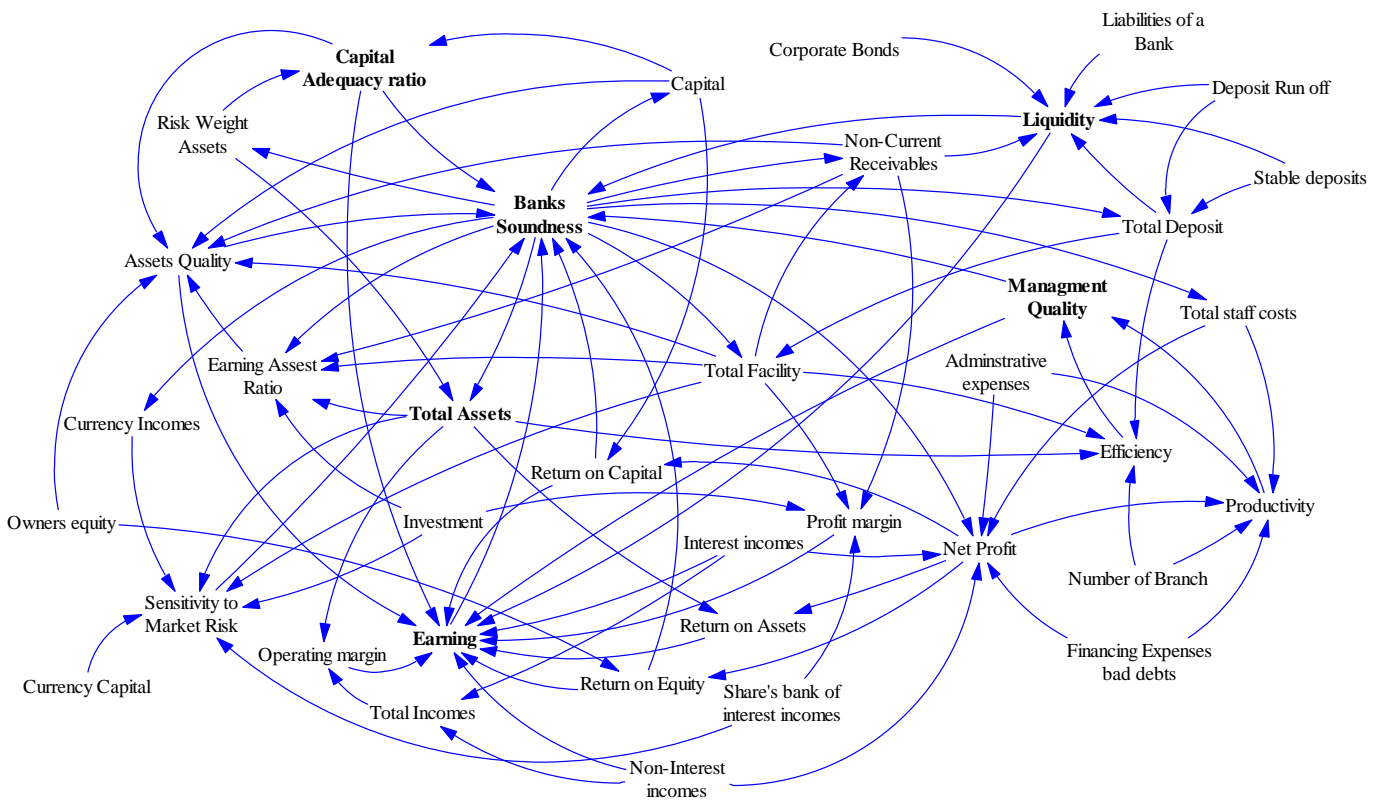 Liabilities of a
Bank
Corporate Bonds
Capital
Adequacy ratio
Capital
Deposit Run off
Risk Weight
Assets
Liquidity
Non-Current
Receivables
Stable deposits
Banks
Soundness
Total Deposit
Assets Quality
Managment
Quality
Total staff costs
Earning Assest
Ratio
Total Facility
Adminstrative
expenses
Currency Incomes
Total Assets
Efficiency
Return on Capital
Productivity
Owners equity
Investment
Profit margin
Interest incomes
Net Profit
Number of Branch
Sensitivity to
Market Risk
Earning
Return on Assets
Operating margin
Financing Expenses
bad debts
Currency Capital
Return on Equity
Share's bank of
interest incomes
Total Incomes
Non-Interest
incomes